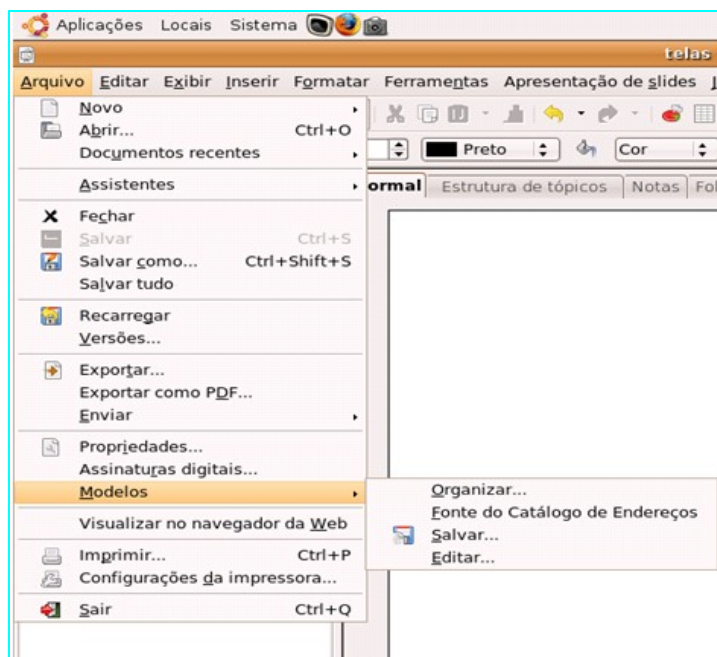 Aplicações Locais Sistema
telas
Arquivo Editar Exibir Inserir Formatar Ferramentas Apresentação de slides
Novo
Abrir... Ctrl+O
Documentos recentes
Preto Cor
Assistentes
ormal Estrutura de tópicos Notas Fol
Fechar
Salvar Ctrl+S
Salvar como... Ctrl+Shift+S
Salvar tudo
Recarregar
Versões...
Exportar...
Exportar como PDF...
Enviar
Propriedades...
Assinaturas digitais...
Modelos
Organizar...
Fonte do Catálogo de Endereços
Salvar...
Editar...
Visualizar no navegador da Web
Imprimir... Ctrl+P
Configurações da impressora...
Sair Ctrl+Q